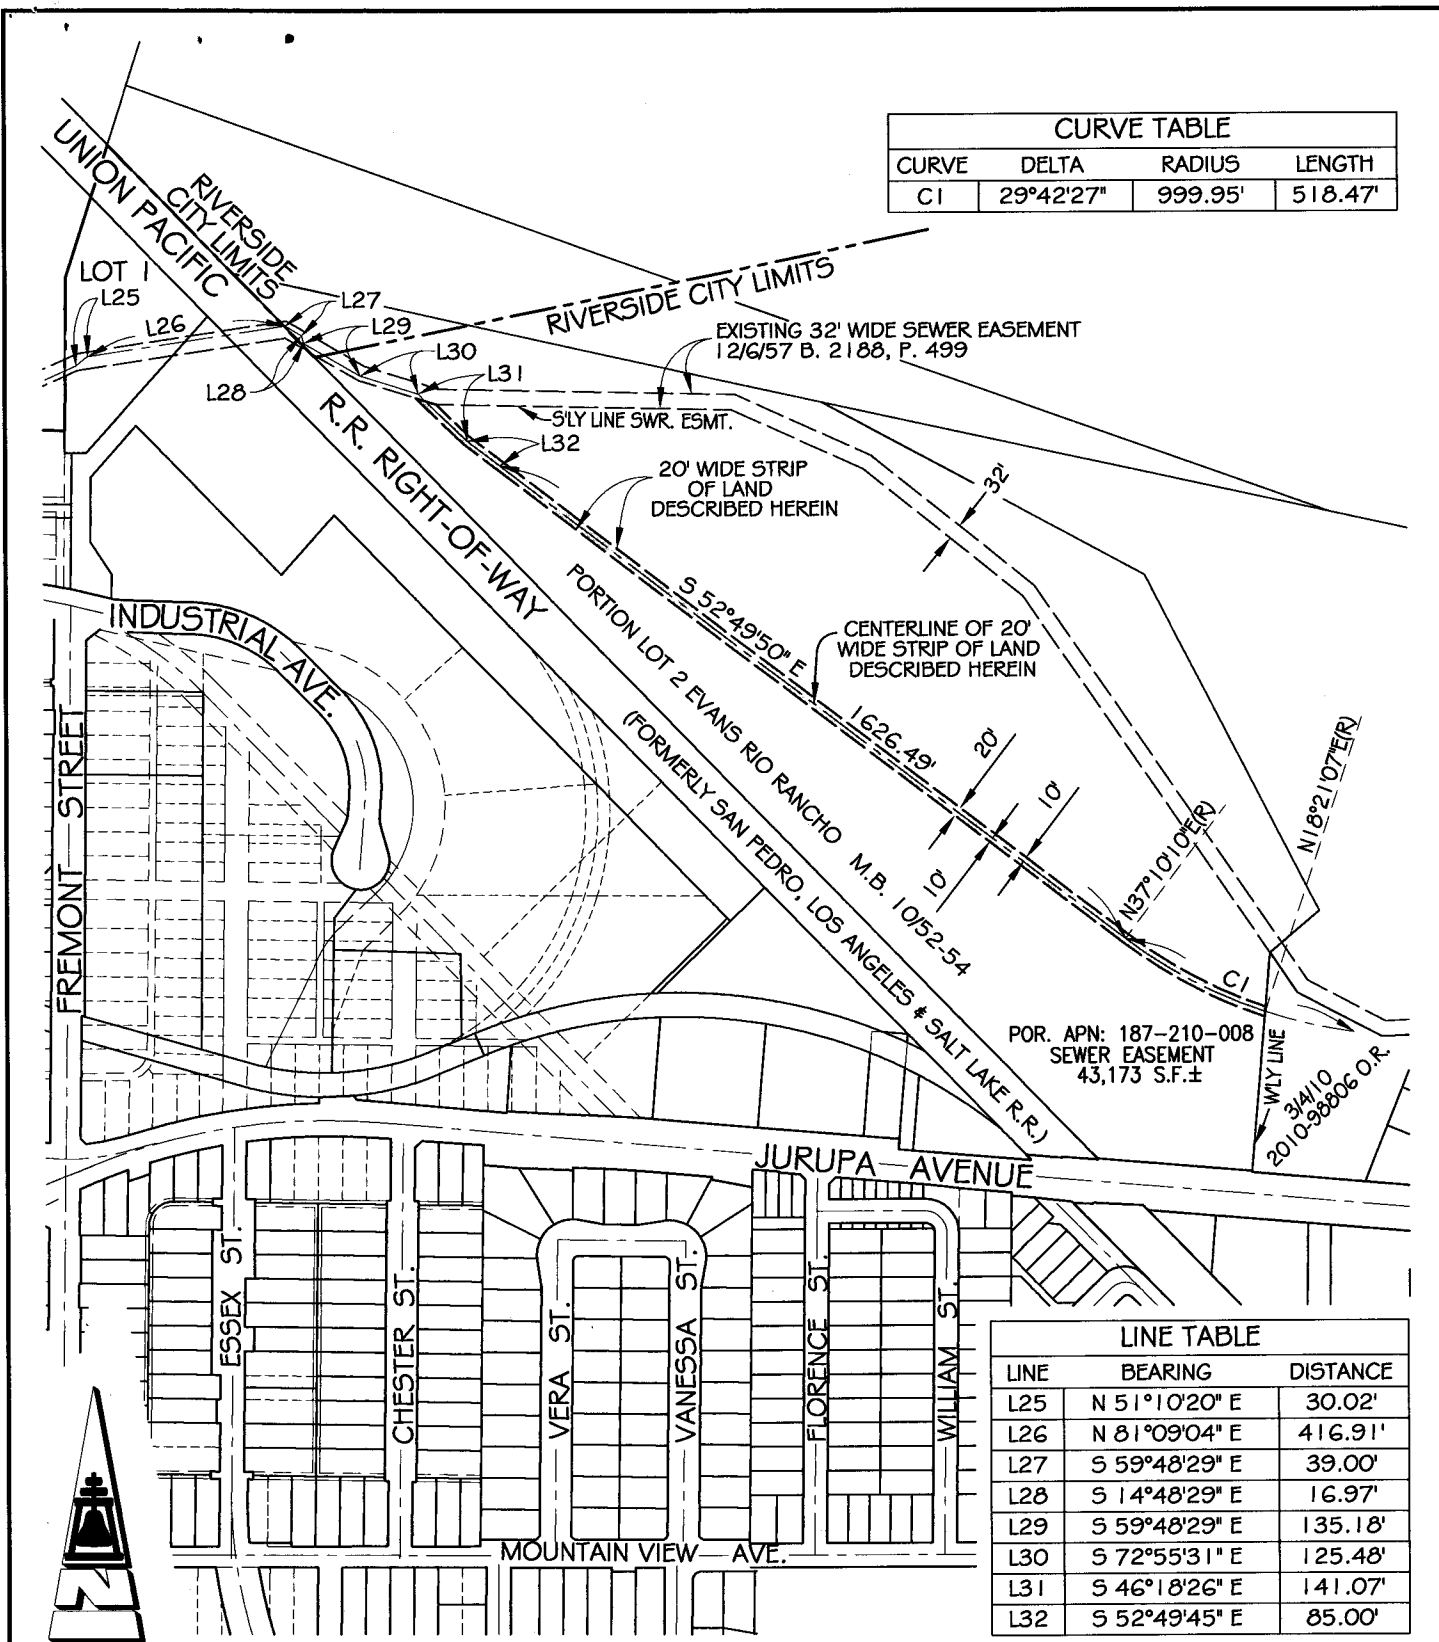 CURVE TABLE
CURVE DELTA RADIUS LENGTH
C1 29°42'27" 999.95' 518.47'
UNION PACIFIC
RIVERSIDE
CITY LIMITS
LOT 1
L25
L26
L27
L29
L28
L30
L31
L32
RIVERSIDE CITY LIMITS
EXISTING 32' WIDE SEWER EASEMENT
12/6/57 B. 2188, P. 499
S'LY LINE SWR. ESMT.
20' WIDE STRIP
OF LAND
DESCRIBED HEREIN
32'
R.R. RIGHT-OF-WAY
PORTION LOT 2 EVANS RIO RANCHO M.B. 10/52-54
S 52°49'50" E
1626.49'
CENTERLINE OF 20'
WIDE STRIP OF LAND
DESCRIBED HEREIN
20'
10'
10'
(FORMERLY SAN PEDRO, LOS ANGELES & SALT LAKE R.R.)
N37°10'10"E(R)
N18°21'07"E(R)
C1
POR. APN: 187-210-008
SEWER EASEMENT
43,173 S.F.±
WLY LINE
3/4/10
2010-98806 O.R.
INDUSTRIAL AVE.
FREMONT STREET
JURUPA AVENUE
ESSEX ST.
CHESTER ST.
VERA ST.
VANESSA ST.
FLORENCE ST.
WILLIAM ST.
MOUNTAIN VIEW AVE.
N
LINE TABLE
LINE BEARING DISTANCE
L25 N 51°10'20" E 30.02'
L26 N 81°09'04" E 416.91'
L27 S 59°48'29" E 39.00'
L28 S 14°48'29" E 16.97'
L29 S 59°48'29" E 135.18'
L30 S 72°55'31" E 125.48'
L31 S 46°18'26" E 141.07'
L32 S 52°49'45" E 85.00'